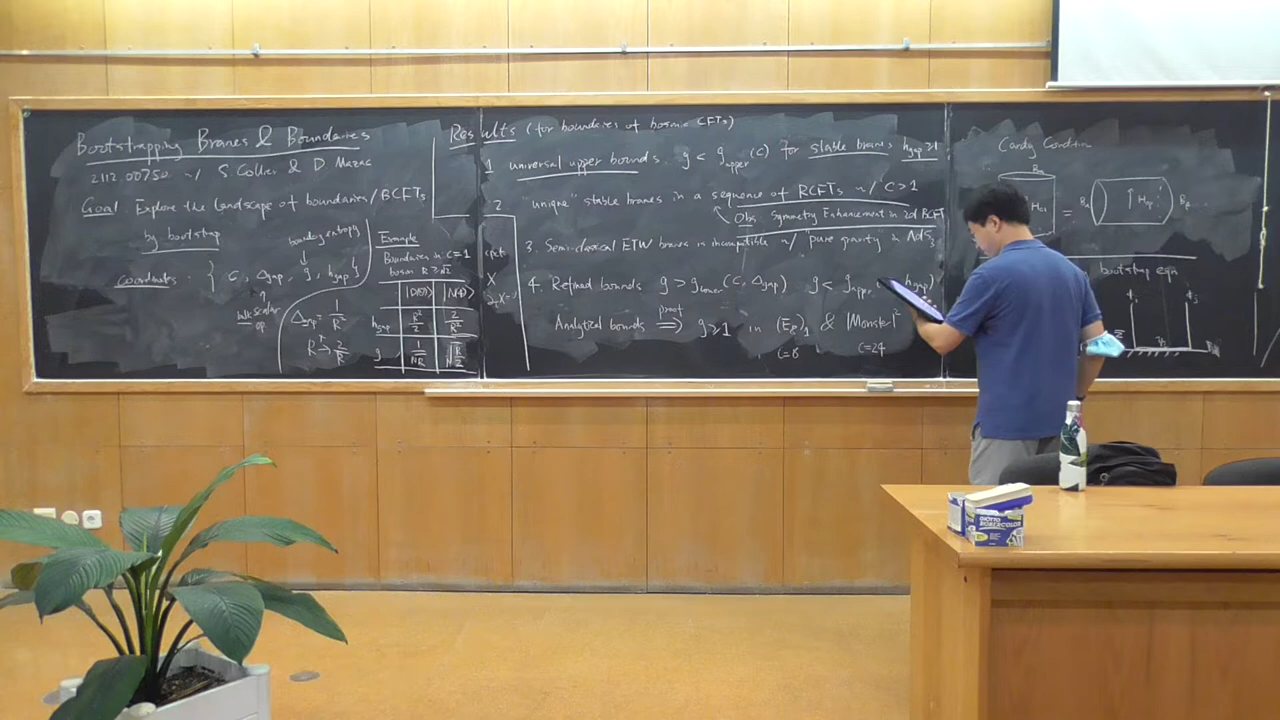 Bootstrapping Branes & Boundaries
2112.00750 w/ S Collier & D Mazac
Goal Explore the landscape of boundaries/BCFTs
by bootstrap
boundary entropy
coordinates { c, Δgap, g, hgap }
bulk scalar
op
Δgap = 1/R²
R → 2/R
Example
Boundaries in c=1
boson R ≥ √2
|D(θ)⟩ |N(φ)⟩
hgap R²/2 2/R²
g
Results (for boundaries of bosonic CFTs)
1 universal upper bounds g < gupper(c) for stable branes hgap ≥ 1
2 "unique" stable branes in a sequence of RCFTs w/ c>1
Obs Symmetry Enhancement in 2d BCFT
3. Semi-classical ETW branes incompatible w/ "pure gravity" in AdS3
4. Refined bounds g > glower(c, Δgap) g < gupper hgap)
Analytical bounds proof ⟹ g>1 in (E8)1 & |Monster|²
c=8 c=24
Cardy Condition
=
bootstrap eqn
GIOTTO
ROBERCOLOR